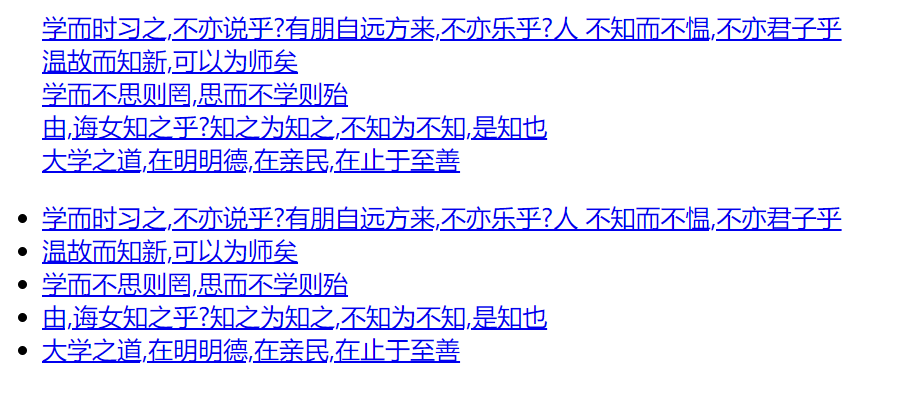 学而时习之,不亦说乎?有朋自远方来,不亦乐乎?人 不知而不愠,不亦君子乎
温故而知新,可以为师矣
学而不思则罔,思而不学则殆
由,诲女知之乎?知之为知之,不知为不知,是知也
大学之道,在明明德,在亲民,在止于至善
学而时习之,不亦说乎?有朋自远方来,不亦乐乎?人 不知而不愠,不亦君子乎
温故而知新,可以为师矣
学而不思则罔,思而不学则殆
由,诲女知之乎?知之为知之,不知为不知,是知也
大学之道,在明明德,在亲民,在止于至善